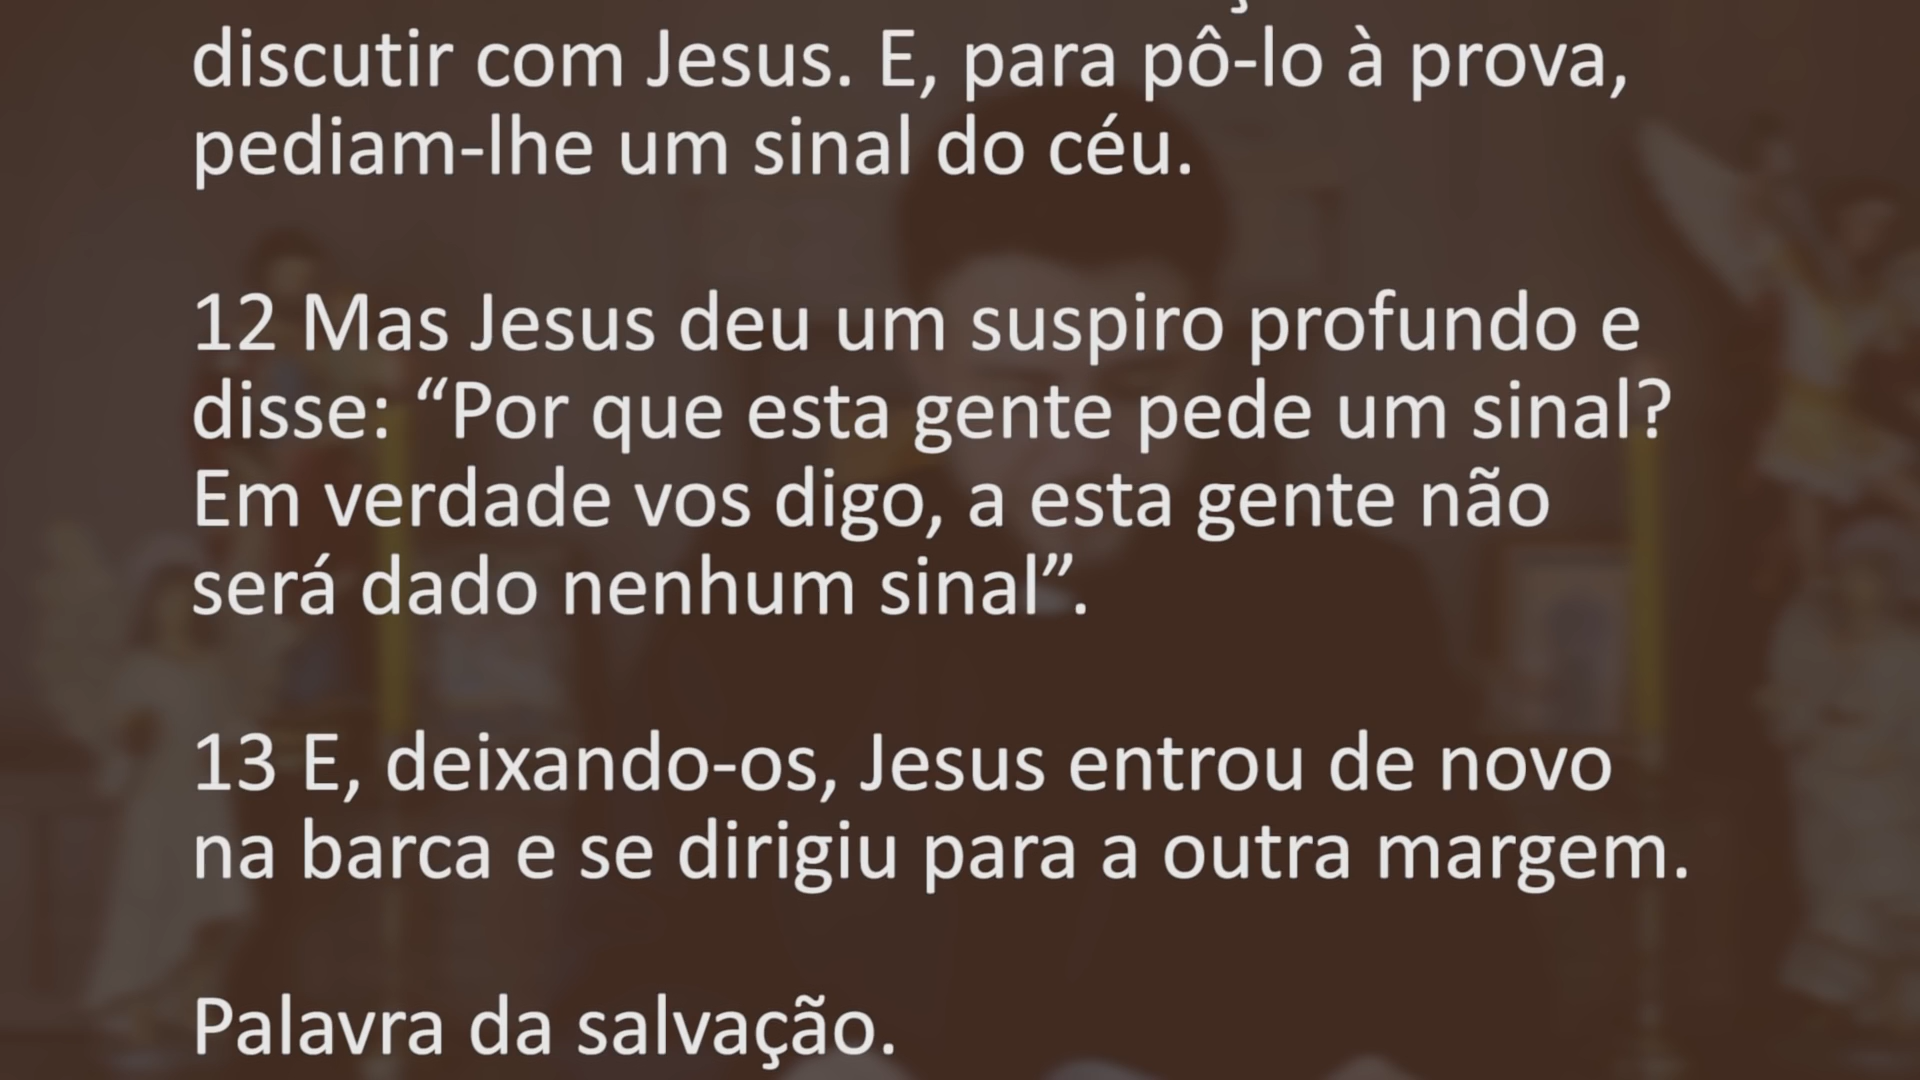 discutir com Jesus. E, para pô-lo à prova,
pediam-lhe um sinal do céu.
12 Mas Jesus deu um suspiro profundo e
disse: “Por que esta gente pede um sinal?
Em verdade vos digo, a esta gente não
será dado nenhum sinal”.
13 E, deixando-os, Jesus entrou de novo
na barca e se dirigiu para a outra margem.
Palavra da salvação.